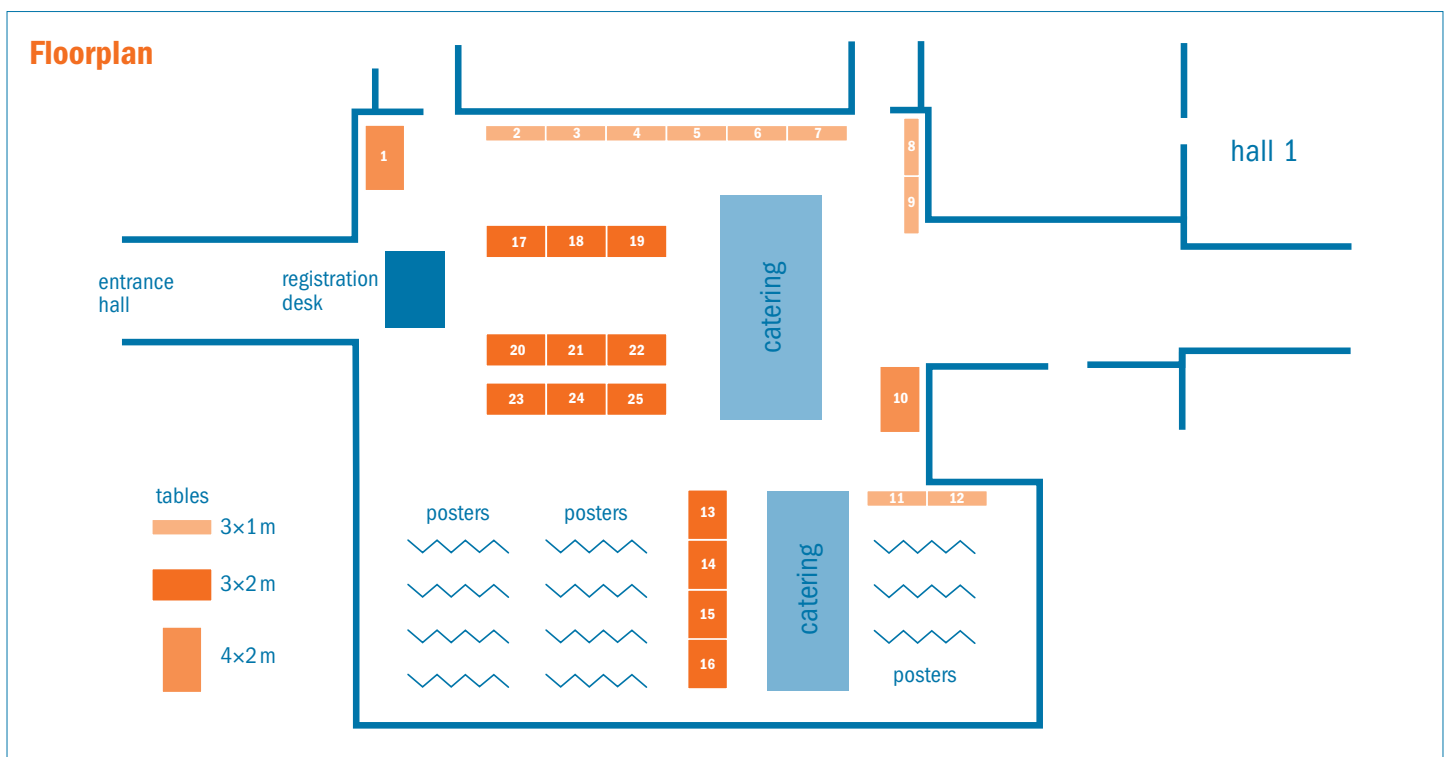 Floorplan
1
2 3 4 5 6 7
8
9
hall 1
17 18 19
entrance
hall
registration
desk
catering
20 21 22
23 24 25
10
tables
3×1 m
3×2 m
4×2 m
posters
posters
13
14
15
16
catering
11 12
posters